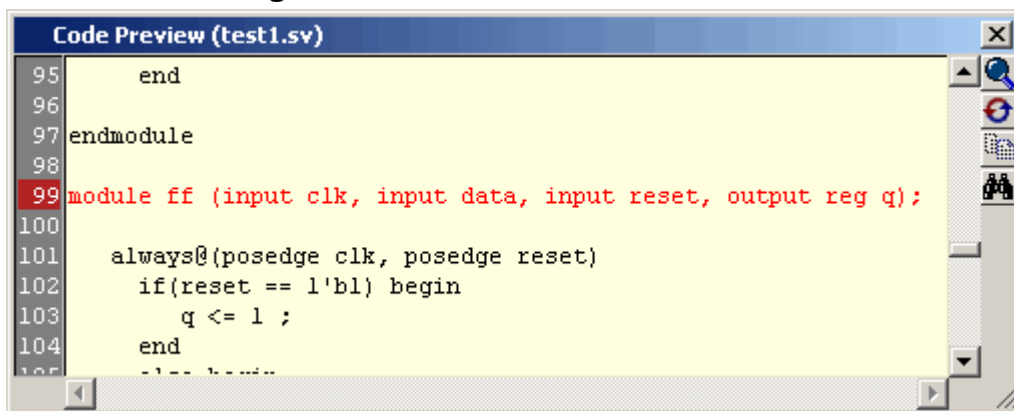 Code Preview (test1.sv)
95 end
96
97 endmodule
98
99 module ff (input clk, input data, input reset, output reg q);
100
101 always@(posedge clk, posedge reset)
102 if(reset == 1'b1) begin
103 q <= 1 ;
104 end